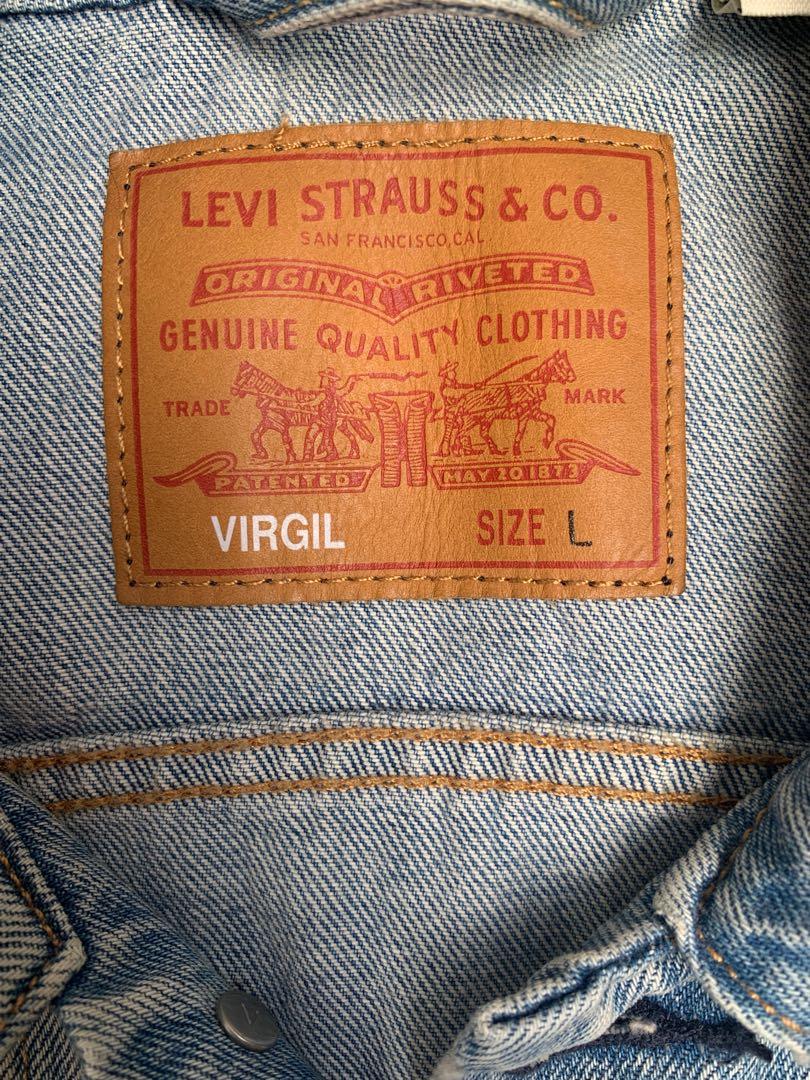 LEVI STRAUSS & CO.
SAN FRANCISCO, CAL.
ORIGINAL RIVETED
GENUINE QUALITY CLOTHING
TRADE MARK
PATENTED MAY 20 1873
VIRGIL SIZE L